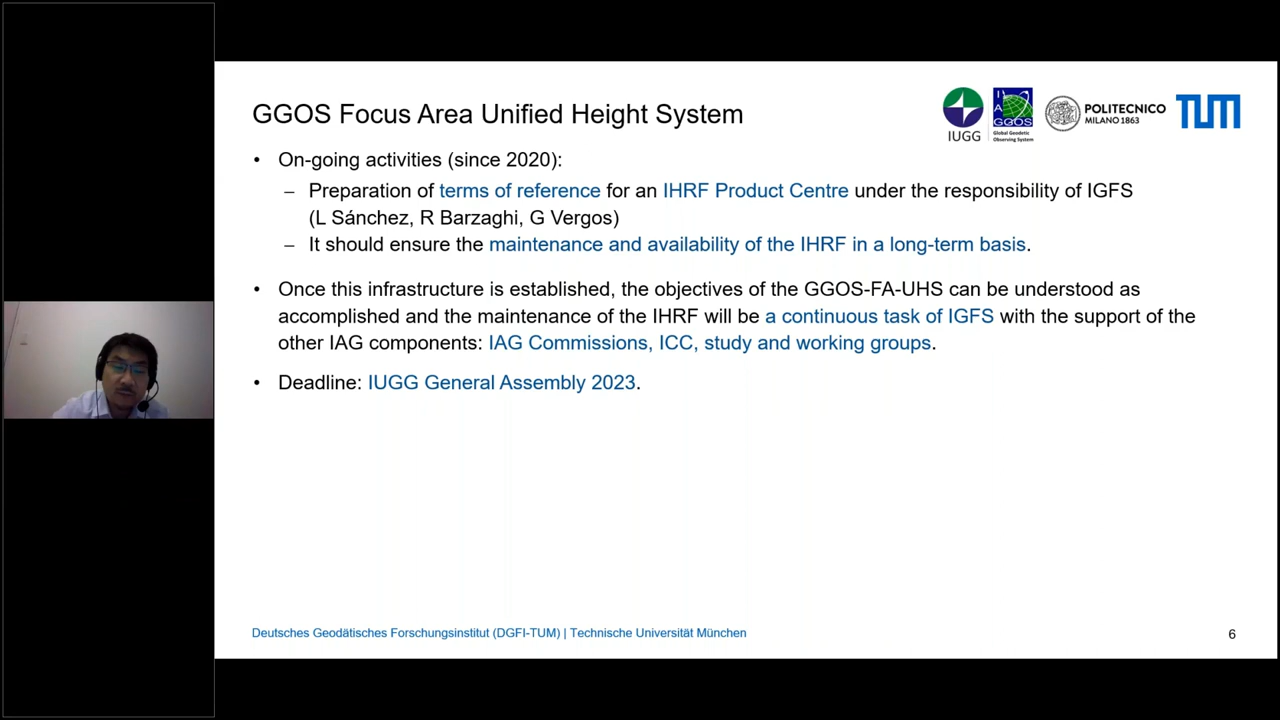 GGOS Focus Area Unified Height System
IUGG
IAG
GGOS
Global Geodetic
Observing System
POLITECNICO
MILANO 1863
TUM
• On-going activities (since 2020):
– Preparation of terms of reference for an IHRF Product Centre under the responsibility of IGFS
(L Sánchez, R Barzaghi, G Vergos)
– It should ensure the maintenance and availability of the IHRF in a long-term basis.
• Once this infrastructure is established, the objectives of the GGOS-FA-UHS can be understood as
accomplished and the maintenance of the IHRF will be a continuous task of IGFS with the support of the
other IAG components: IAG Commissions, ICC, study and working groups.
• Deadline: IUGG General Assembly 2023.
Deutsches Geodätisches Forschungsinstitut (DGFI-TUM) | Technische Universität München
6